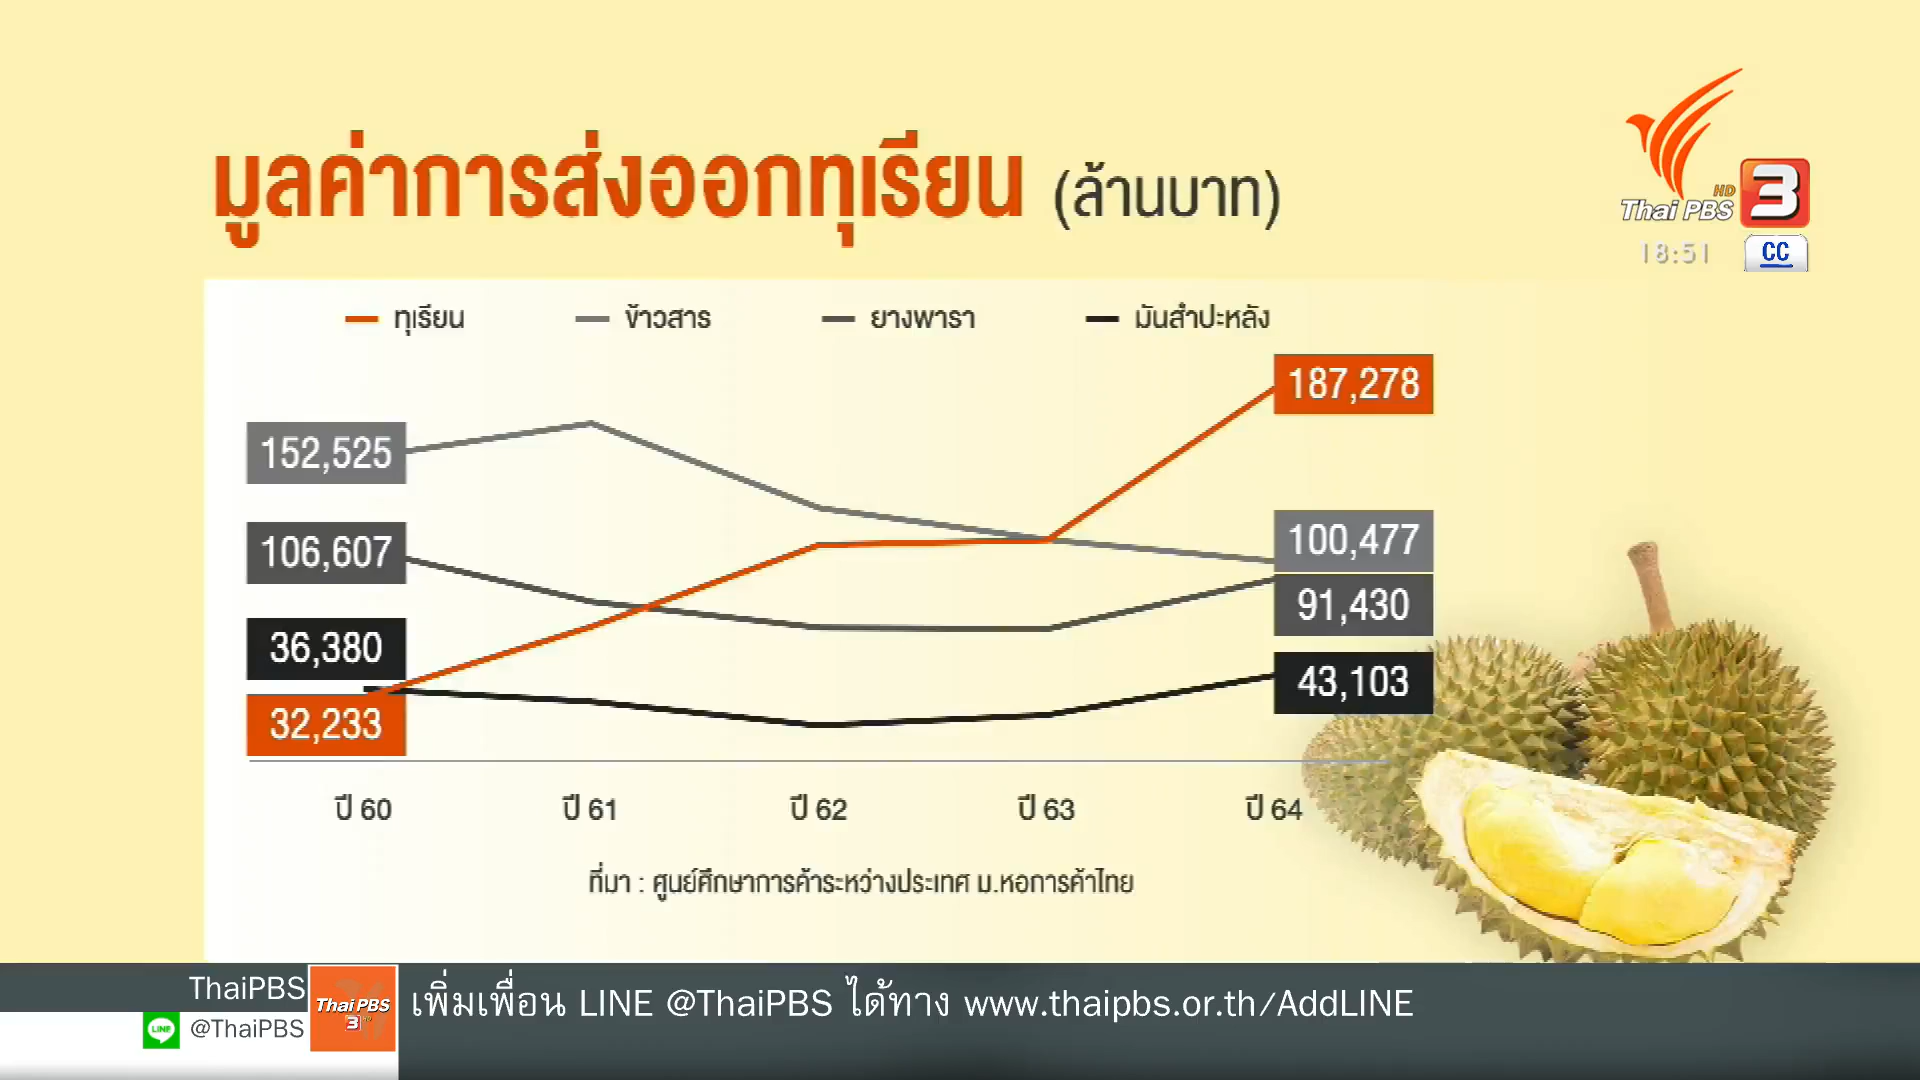 มูลค่าการส่งออกทุเรียน (ล้านบาท)
HD
Thai PBS 3
18:51 CC
ทุเรียน ข้าวสาร ยางพารา มันสำปะหลัง
187,278
152,525
100,477
106,607
91,430
36,380
43,103
32,233
ปี 60 ปี 61 ปี 62 ปี 63 ปี 64
ที่มา : ศูนย์ศึกษาการค้าระหว่างประเทศ ม.หอการค้าไทย
ThaiPBS
LINE @ThaiPBS
Thai PBS
3
เพิ่มเพื่อน LINE @ThaiPBS ได้ทาง www.thaipbs.or.th/AddLINE